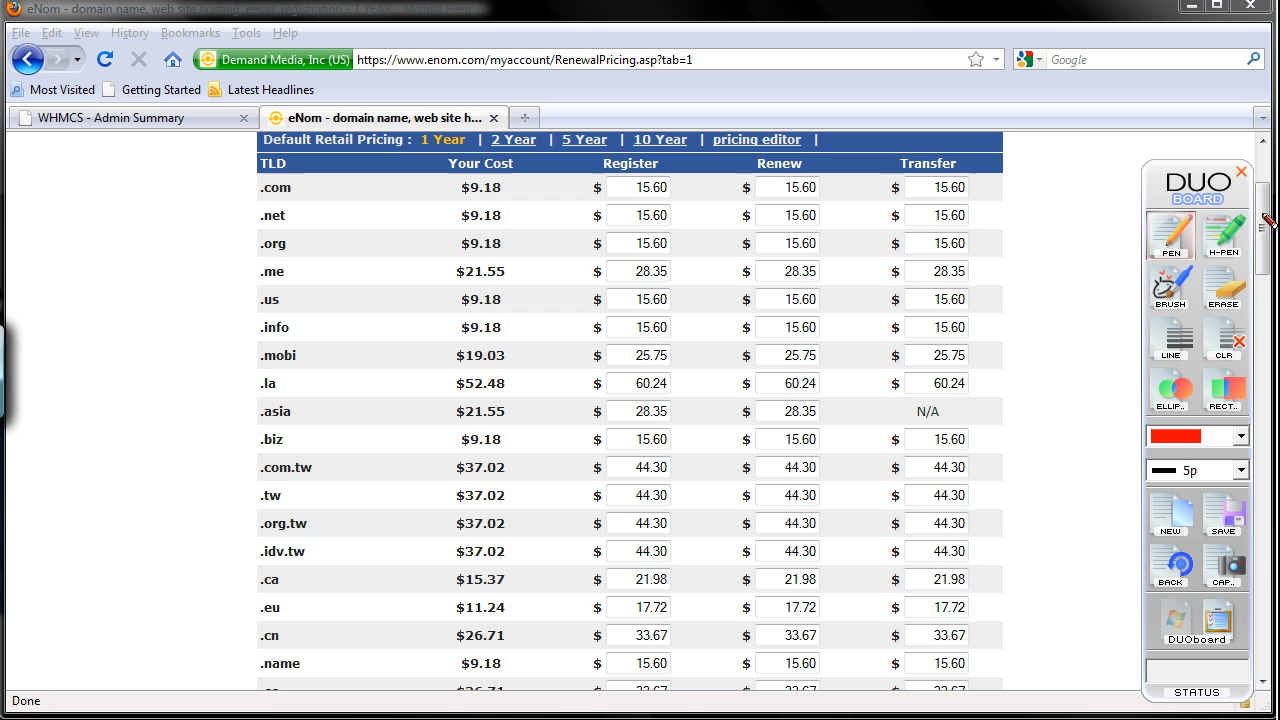 eNom - domain name, web site hosting, email, registration - 1 YEAR - Mozilla Firefox
File Edit View History Bookmarks Tools Help
Demand Media, Inc (US) https://www.enom.com/myaccount/RenewalPricing.asp?tab=1 Google
Most Visited Getting Started Latest Headlines
WHMCS - Admin Summary eNom - domain name, web site h...
Default Retail Pricing : 1 Year | 2 Year | 5 Year | 10 Year | pricing editor |
TLD Your Cost Register Renew Transfer
.com $9.18 $ 15.60 $ 15.60 $ 15.60
.net $9.18 $ 15.60 $ 15.60 $ 15.60
.org $9.18 $ 15.60 $ 15.60 $ 15.60
.me $21.55 $ 28.35 $ 28.35 $ 28.35
.us $9.18 $ 15.60 $ 15.60 $ 15.60
.info $9.18 $ 15.60 $ 15.60 $ 15.60
.mobi $19.03 $ 25.75 $ 25.75 $ 25.75
.la $52.48 $ 60.24 $ 60.24 $ 60.24
.asia $21.55 $ 28.35 $ 28.35 N/A
.biz $9.18 $ 15.60 $ 15.60 $ 15.60
.com.tw $37.02 $ 44.30 $ 44.30 $ 44.30
.tw $37.02 $ 44.30 $ 44.30 $ 44.30
.org.tw $37.02 $ 44.30 $ 44.30 $ 44.30
.idv.tw $37.02 $ 44.30 $ 44.30 $ 44.30
.ca $15.37 $ 21.98 $ 21.98 $ 21.98
.eu $11.24 $ 17.72 $ 17.72 $ 17.72
.cn $26.71 $ 33.67 $ 33.67 $ 33.67
.name $9.18 $ 15.60 $ 15.60 $ 15.60
Done
DUO
BOARD
PEN H-PEN
BRUSH ERASE
LINE CLR
ELLIP.. RECT..
5p
NEW SAVE
BACK CAP..
DUOboard
STATUS